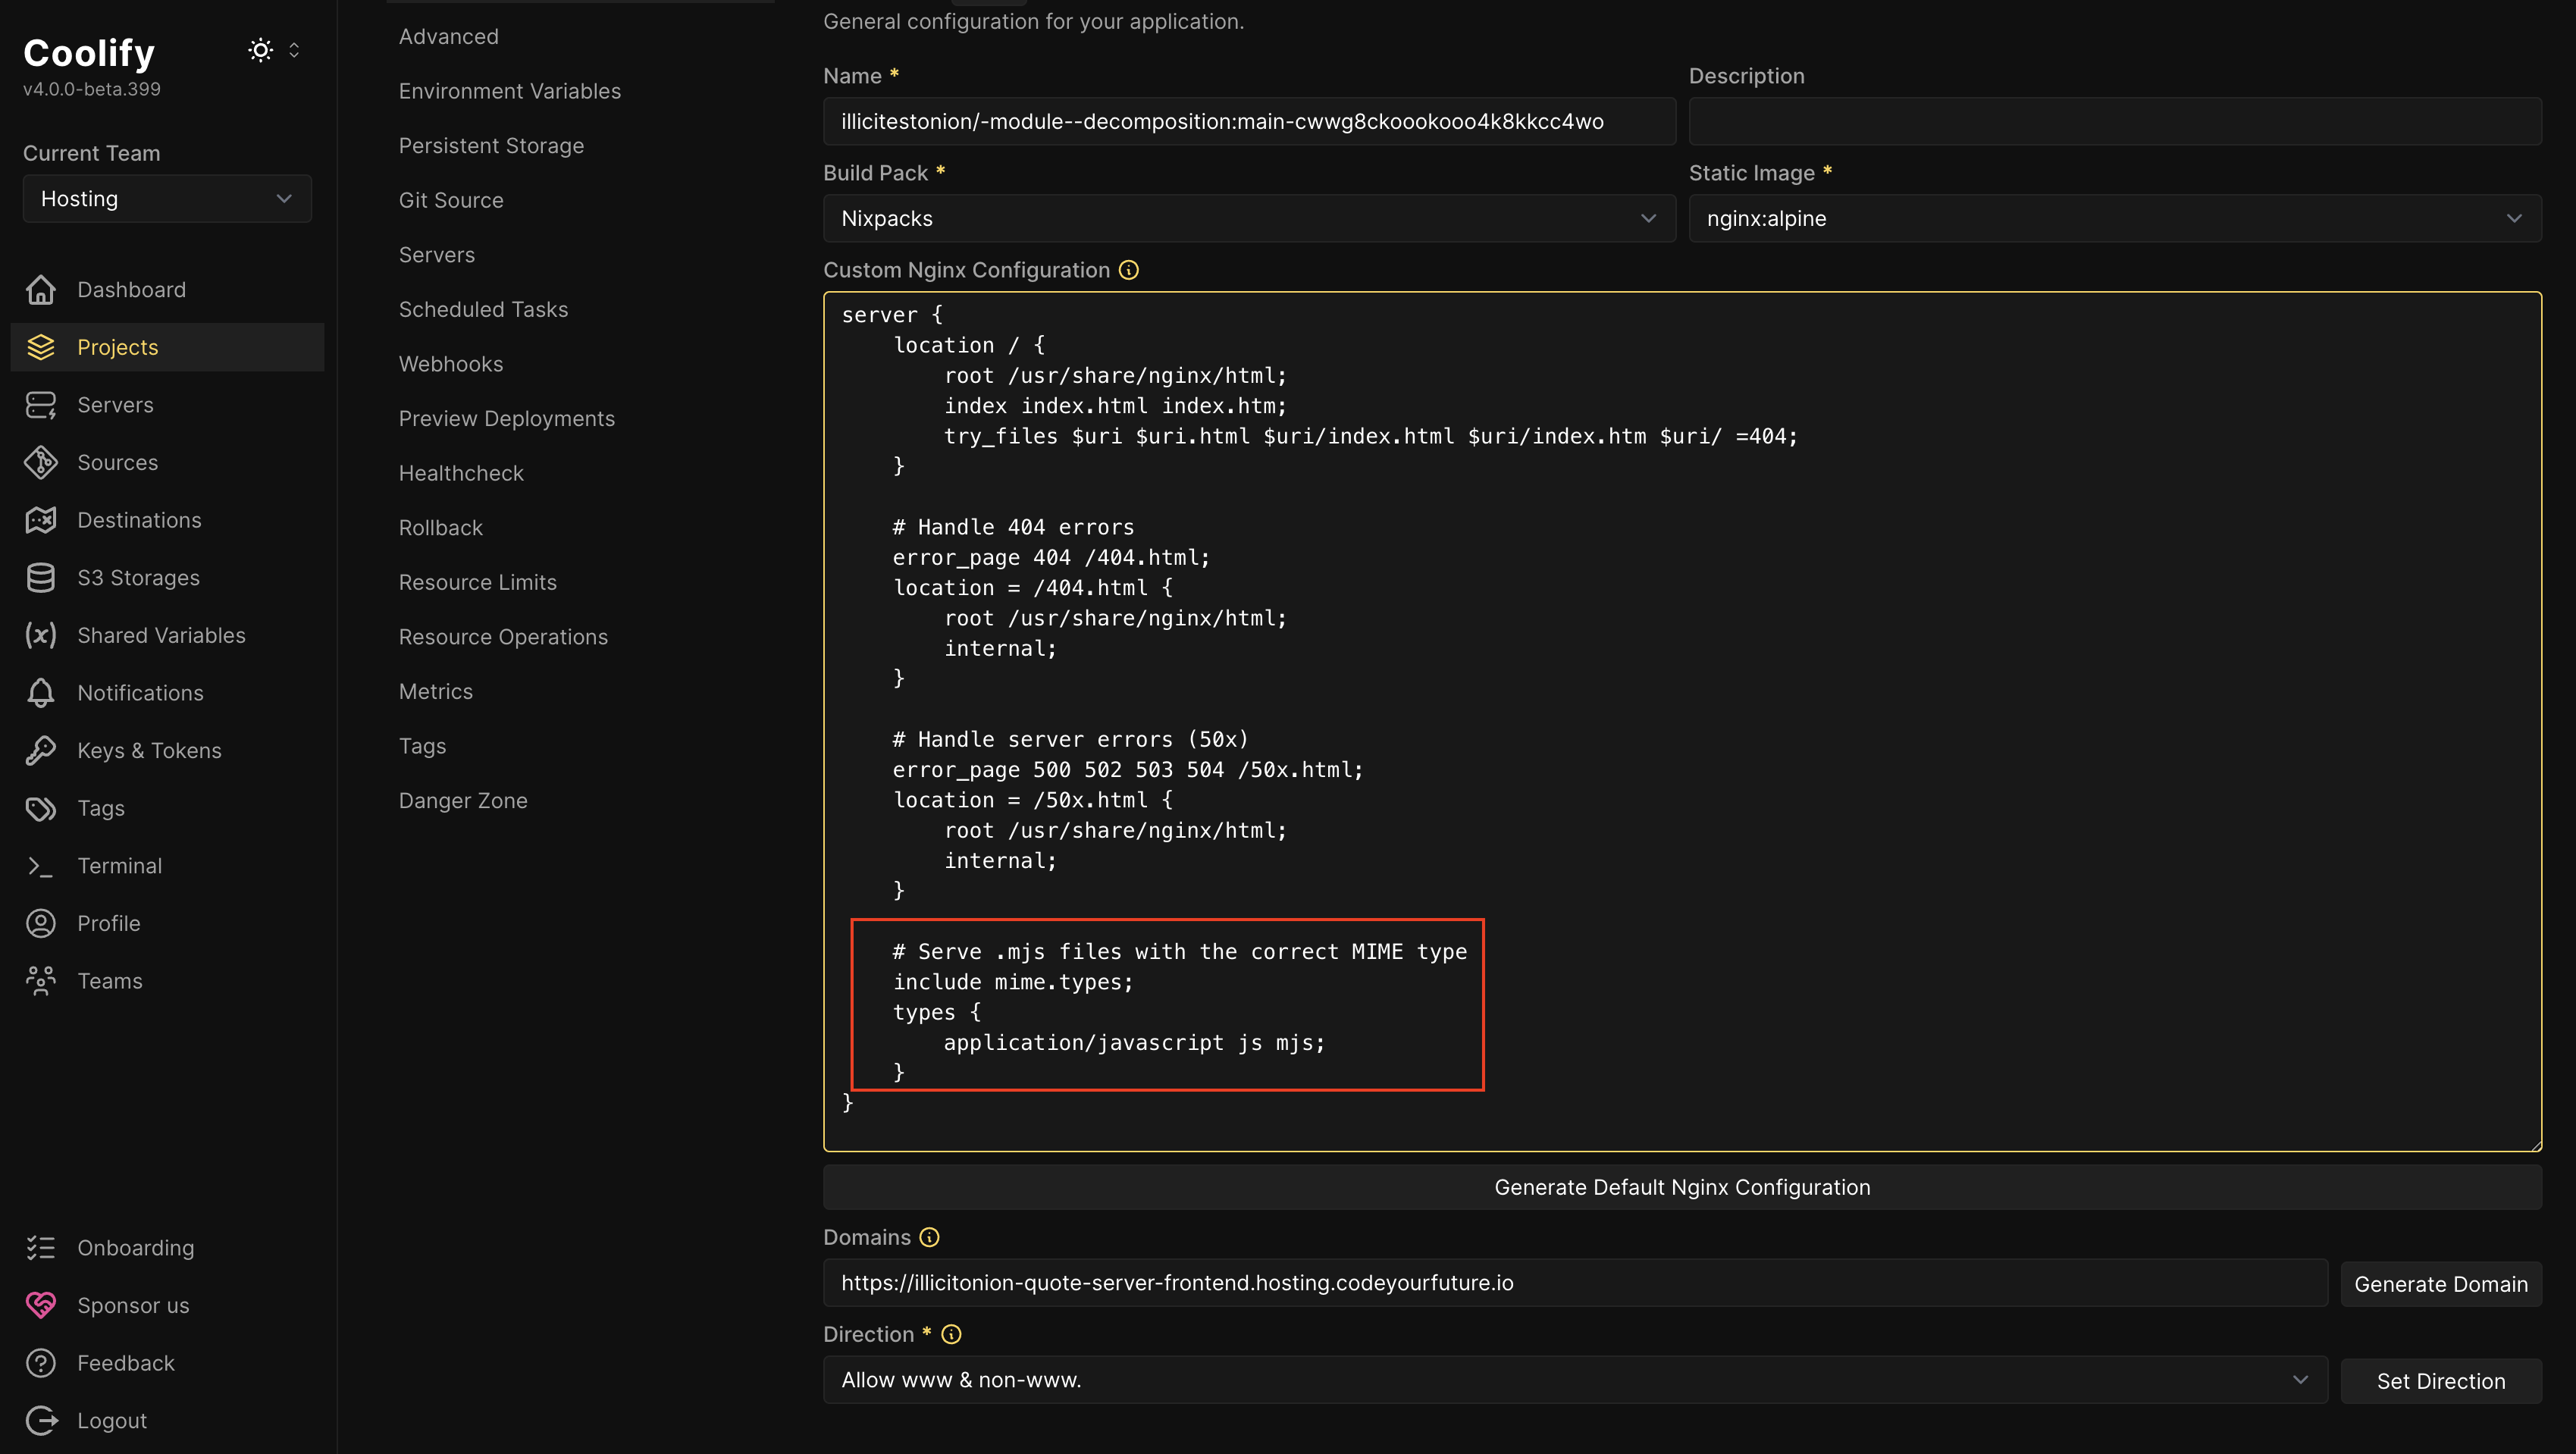 Coolify
v4.0.0-beta.399
Current Team
Hosting
Dashboard
Projects
Servers
Sources
Destinations
S3 Storages
Shared Variables
Notifications
Keys & Tokens
Tags
Terminal
Profile
Teams
Onboarding
Sponsor us
Feedback
Logout
Advanced
Environment Variables
Persistent Storage
Git Source
Servers
Scheduled Tasks
Webhooks
Preview Deployments
Healthcheck
Rollback
Resource Limits
Resource Operations
Metrics
Tags
Danger Zone
General configuration for your application.
Name *
illicitestonion/-module--decomposition:main-cwwg8ckoookooo4k8kkcc4wo
Description
Build Pack *
Nixpacks
Static Image *
nginx:alpine
Custom Nginx Configuration
server {
    location / {
        root /usr/share/nginx/html;
        index index.html index.htm;
        try_files $uri $uri.html $uri/index.html $uri/index.htm $uri/ =404;
    }
    # Handle 404 errors
    error_page 404 /404.html;
    location = /404.html {
        root /usr/share/nginx/html;
        internal;
    }
    # Handle server errors (50x)
    error_page 500 502 503 504 /50x.html;
    location = /50x.html {
        root /usr/share/nginx/html;
        internal;
    }
    # Serve .mjs files with the correct MIME type
    include mime.types;
    types {
        application/javascript js mjs;
    }
}
Generate Default Nginx Configuration
Domains
https://illicitonion-quote-server-frontend.hosting.codeyourfuture.io
Generate Domain
Direction *
Allow www & non-www.
Set Direction